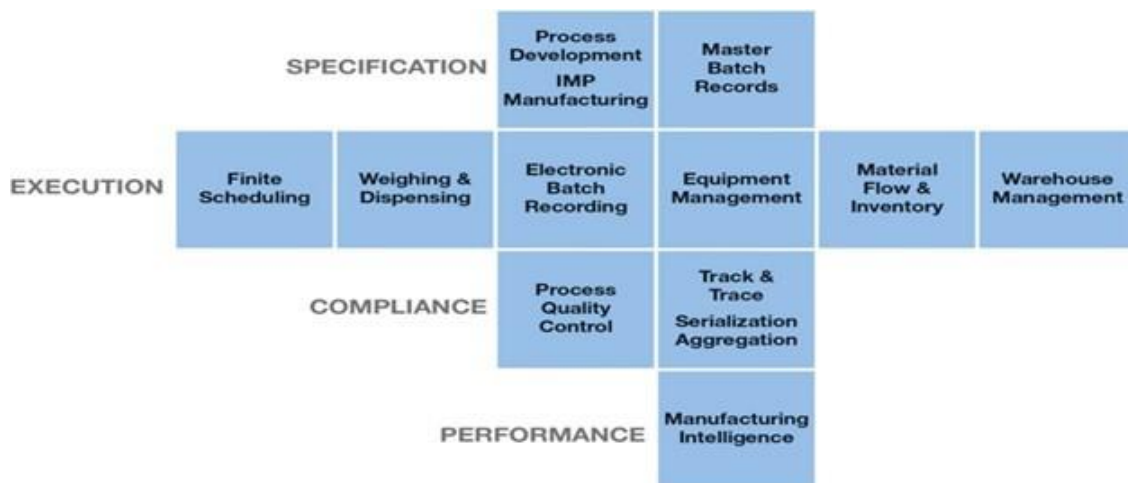 SPECIFICATION
Process
Development
IMP
Manufacturing
Master
Batch
Records
EXECUTION
Finite
Scheduling
Weighing &
Dispensing
Electronic
Batch
Recording
Equipment
Management
Material
Flow &
Inventory
Warehouse
Management
COMPLIANCE
Process
Quality
Control
Track &
Trace
Serialization
Aggregation
PERFORMANCE
Manufacturing
Intelligence